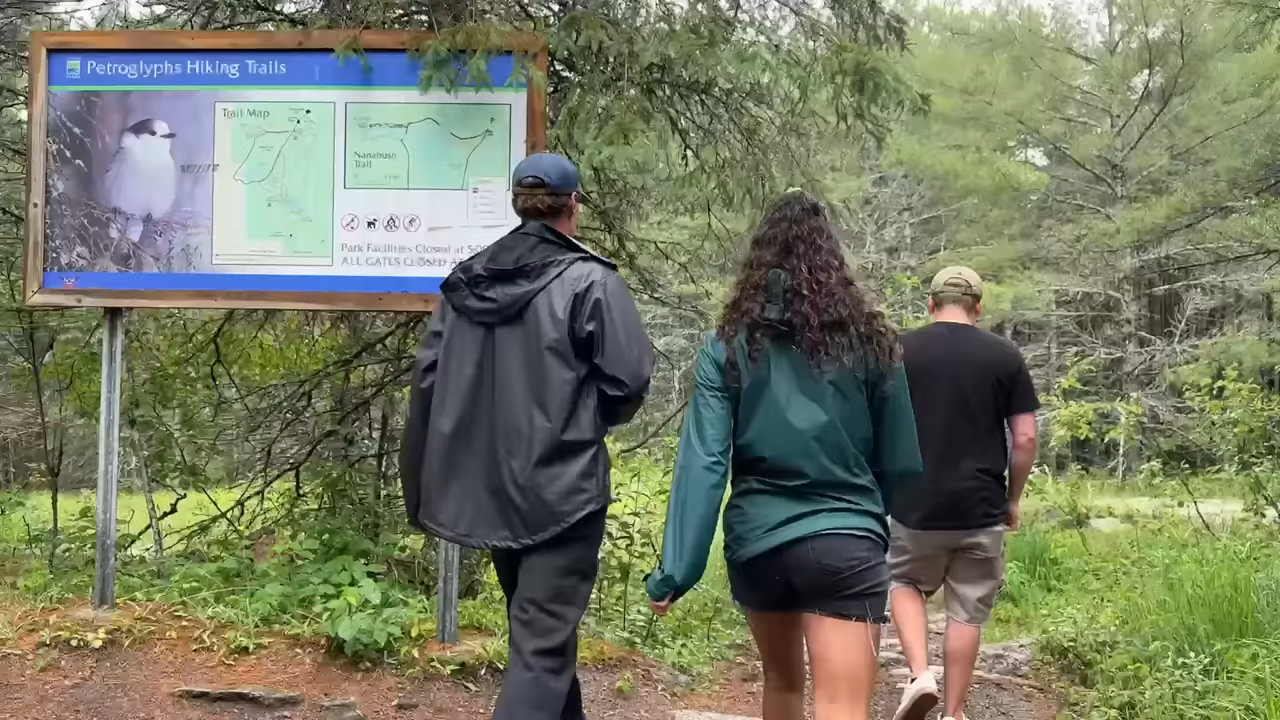 Petroglyphs Hiking Trails
Trail Map
P
Nanabush
Trail
Park Facilities Closed at 5:00
ALL GATES CLOSED A